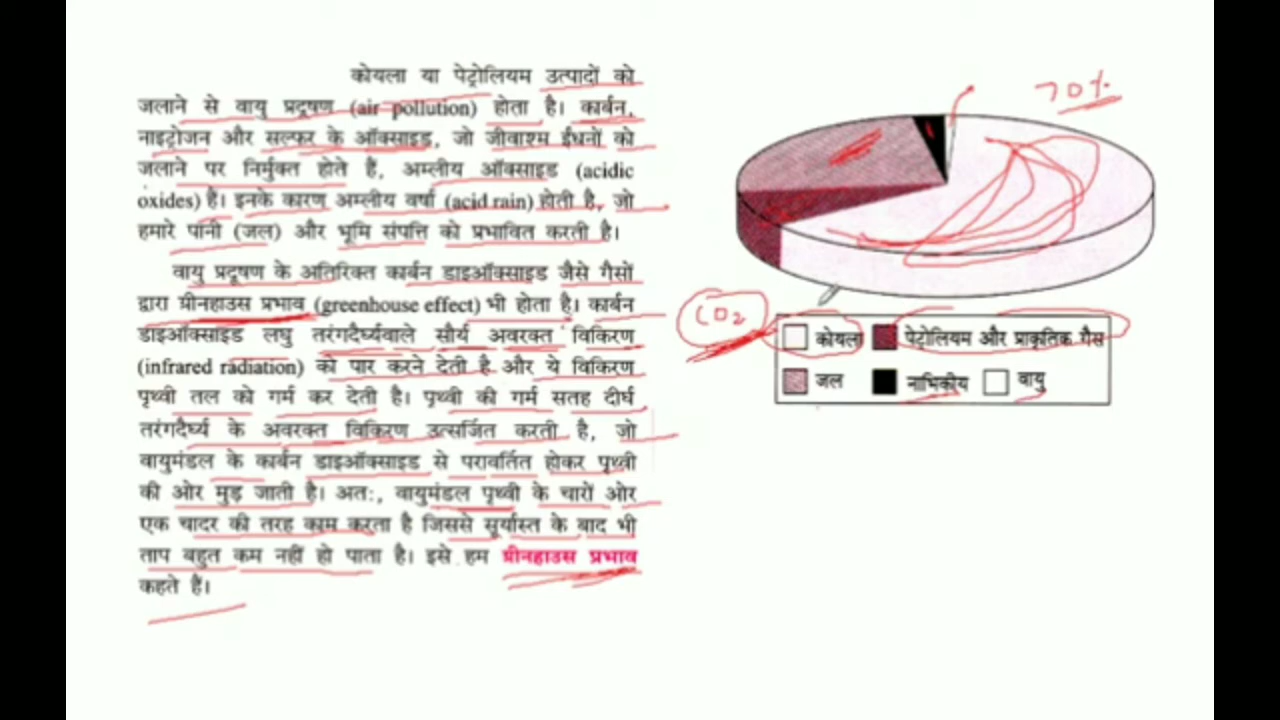 कोयला या पेट्रोलियम उत्पादों को
जलाने से वायु प्रदूषण (air pollution) होता है। कार्बन,
नाइट्रोजन और सल्फर के ऑक्साइड, जो जीवाश्म ईंधनों को
जलाने पर निर्मुक्त होते हैं, अम्लीय ऑक्साइड (acidic
oxides) है। इनके कारण अम्लीय वर्षा (acid rain) होती है, जो
हमारे पानी (जल) और भूमि संपत्ति को प्रभावित करती है।
वायु प्रदूषण के अतिरिक्त कार्बन डाइऑक्साइड जैसे गैसों
द्वारा ग्रीनहाउस प्रभाव (greenhouse effect) भी होता है। कार्बन
डाइऑक्साइड लघु तरंगदैर्घ्यवाले सौर्य अवरक्त विकिरण
(infrared radiation) को पार करने देती है और ये विकिरण
पृथ्वी तल को गर्म कर देती है। पृथ्वी की गर्म सतह दीर्घ
तरंगदैर्घ्य के अवरक्त विकिरण उत्सर्जित करती है, जो
वायुमंडल के कार्बन डाइऑक्साइड से परावर्तित होकर पृथ्वी
की ओर मुड़ जाती है। अतः, वायुमंडल पृथ्वी के चारों ओर
एक चादर की तरह काम करता है जिससे सूर्यास्त के बाद भी
ताप बहुत कम नहीं हो पाता है। इसे हम ग्रीनहाउस प्रभाव
कहते हैं।
70%
CO2
कोयला पेट्रोलियम और प्राकृतिक गैस
जल नाभिकीय वायु